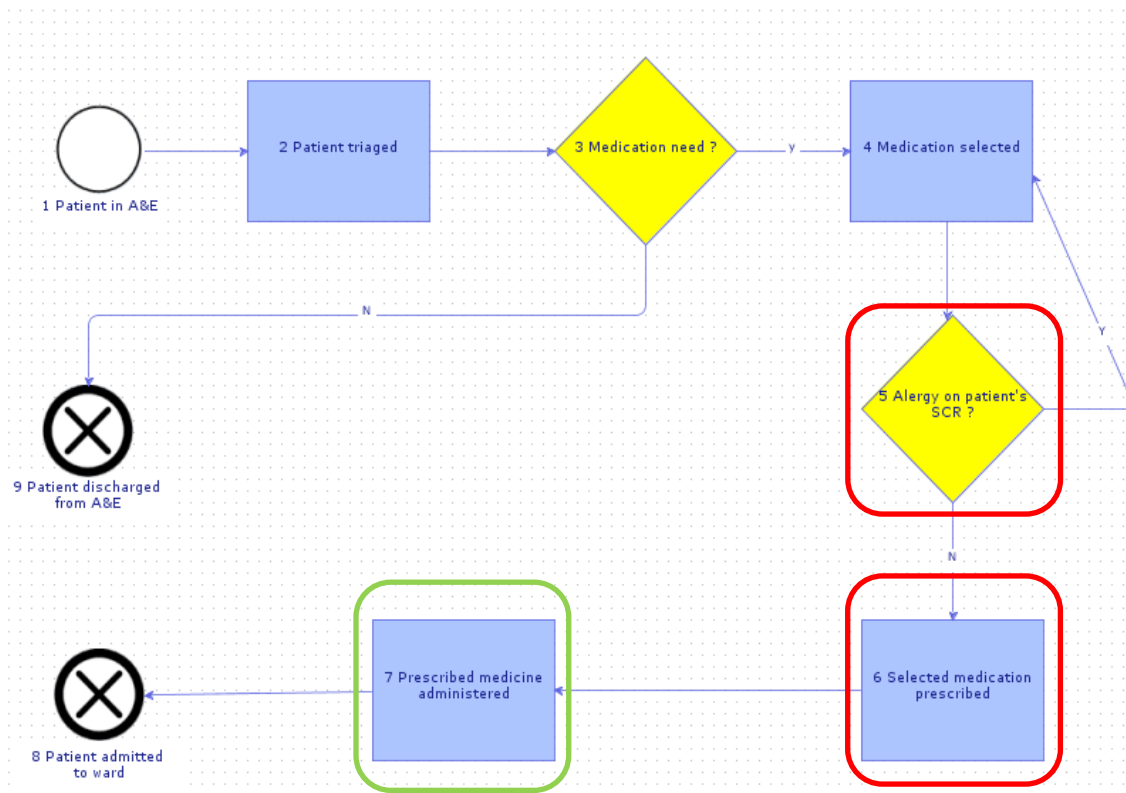 1 Patient in A&E
2 Patient triaged
3 Medication need ?
y
4 Medication selected
N
Y
5 Alergy on patient's
SCR ?
9 Patient discharged
from A&E
N
6 Selected medication
prescribed
7 Prescribed medicine
administered
8 Patient admitted
to ward